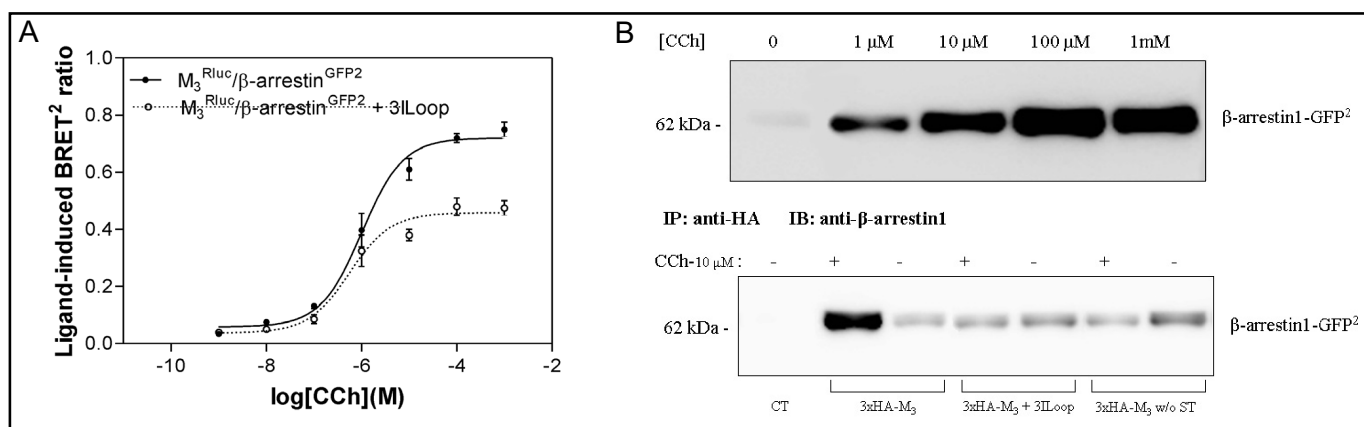 A
Ligand-induced BRET² ratio
1.0
0.8
0.6
0.4
0.2
0.0
M₃ᴿˡᵘᶜ/β-arrestinᴳᶠᴾ²
M₃ᴿˡᵘᶜ/β-arrestinᴳᶠᴾ² + 3ILoop
-10 -8 -6 -4 -2
log[CCh](M)
B
[CCh] 0 1 µM 10 µM 100 µM 1mM
62 kDa - β-arrestin1-GFP²
IP: anti-HA IB: anti-β-arrestin1
CCh-10 µM : - + - + - + -
62 kDa - β-arrestin1-GFP²
CT 3xHA-M₃ 3xHA-M₃ + 3ILoop 3xHA-M₃ w/o ST